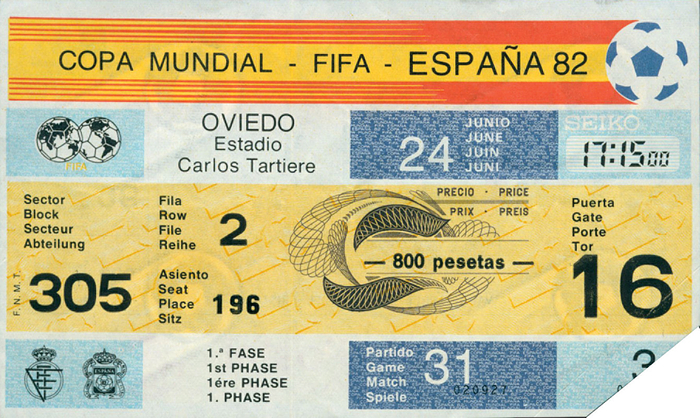 COPA MUNDIAL - FIFA - ESPAÑA 82
FIFA
OVIEDO
Estadio
Carlos Tartiere
24
JUNIO
JUNE
JUIN
JUNI
SEIKO
17:15 00
Sector
Block
Secteur
Abteilung
305
F.N.M.T.
Fila
Row
File
Reihe
2
Asiento
Seat
Place
Sitz
196
PRECIO · PRICE
PRIX · PREIS
— 800 pesetas —
Puerta
Gate
Porte
Tor
16
ESPAÑA
1.ª FASE
1st PHASE
1ére PHASE
1. PHASE
Partido
Game
Match
Spiele
31
020927